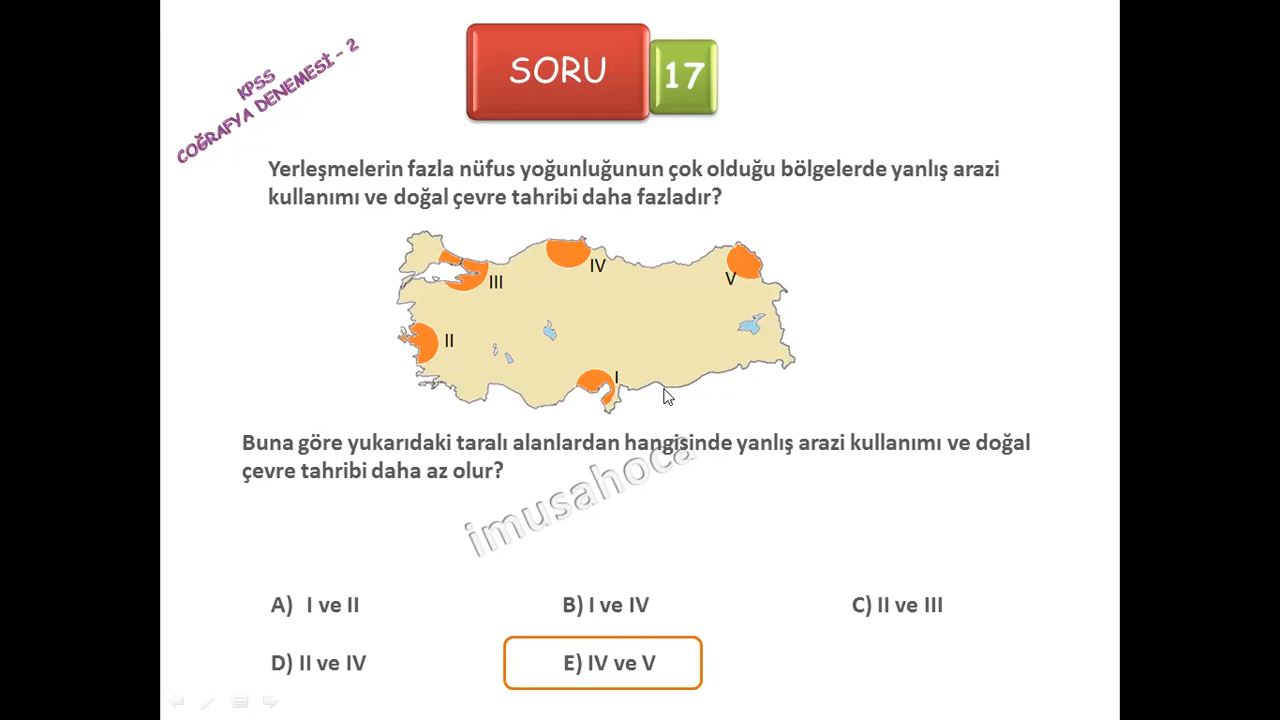 KPSS
COĞRAFYA DENEMESİ - 2
SORU 17
Yerleşmelerin fazla nüfus yoğunluğunun çok olduğu bölgelerde yanlış arazi
kullanımı ve doğal çevre tahribi daha fazladır?
IV
III
V
II
I
Buna göre yukarıdaki taralı alanlardan hangisinde yanlış arazi kullanımı ve doğal
çevre tahribi daha az olur?
imusahoca
A) I ve II
B) I ve IV
C) II ve III
D) II ve IV
E) IV ve V